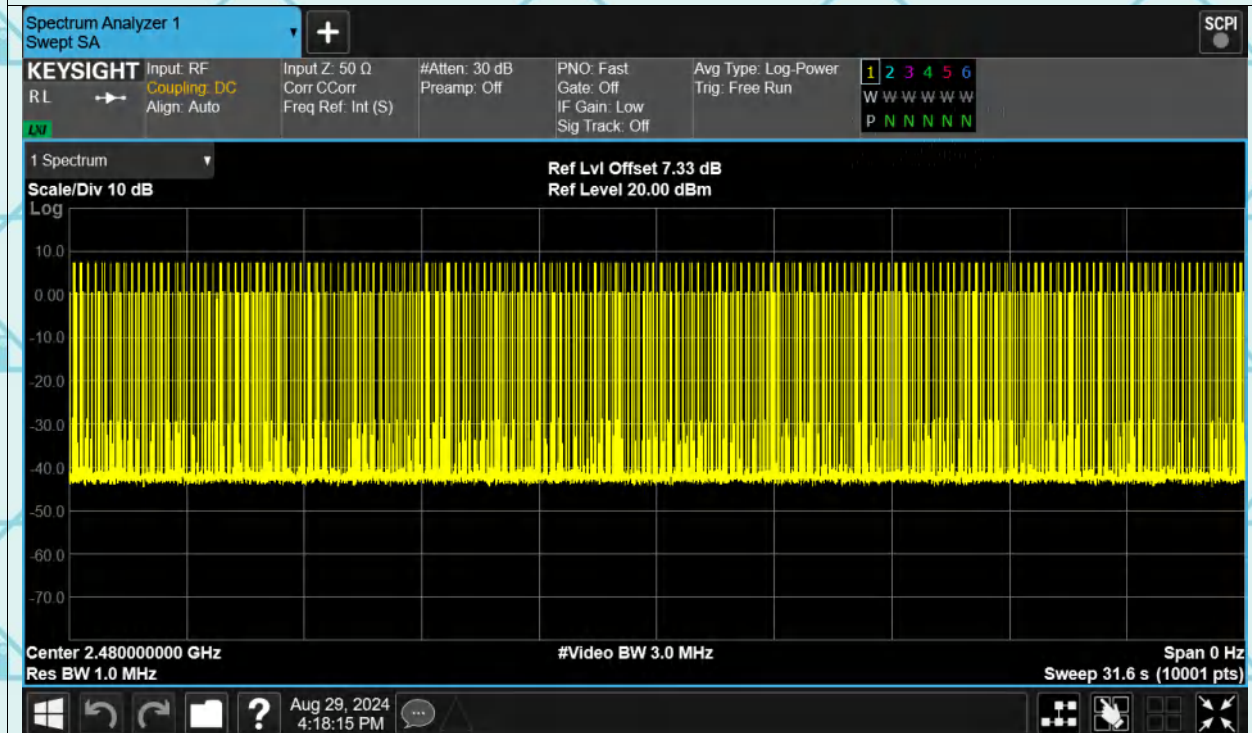 Spectrum Analyzer 1
Swept SA
SCPI
KEYSIGHT
RL
LXI
Input: RF
Coupling: DC
Align: Auto
Input Z: 50 Ω
Corr CCorr
Freq Ref: Int (S)
#Atten: 30 dB
Preamp: Off
PNO: Fast
Gate: Off
IF Gain: Low
Sig Track: Off
Avg Type: Log-Power
Trig: Free Run
1 2 3 4 5 6
W W W W W W
P N N N N N
1 Spectrum
Scale/Div 10 dB
Ref Lvl Offset 7.33 dB
Ref Level 20.00 dBm
Log
10.0
0.00
-10.0
-20.0
-30.0
-40.0
-50.0
-60.0
-70.0
Center 2.480000000 GHz
#Video BW 3.0 MHz
Span 0 Hz
Res BW 1.0 MHz
Sweep 31.6 s (10001 pts)
?
Aug 29, 2024
4:18:15 PM